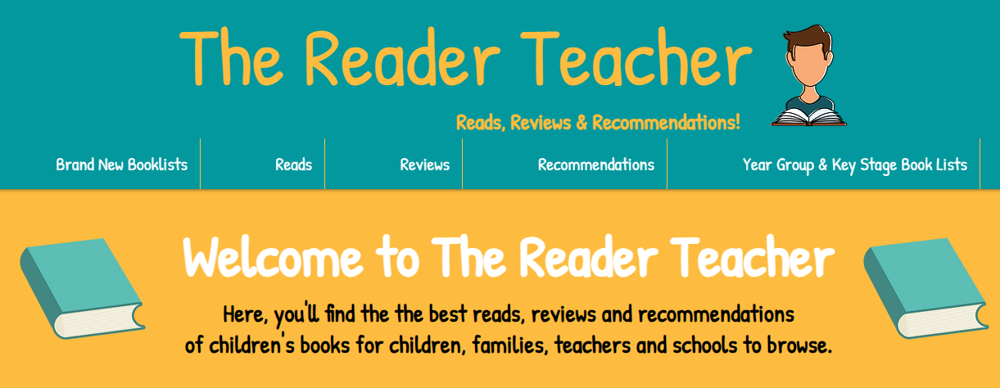 The Reader Teacher
Reads, Reviews & Recommendations!
Brand New Booklists Reads Reviews Recommendations Year Group & Key Stage Book Lists
Welcome to The Reader Teacher
Here, you'll find the the best reads, reviews and recommendations
of children's books for children, families, teachers and schools to browse.